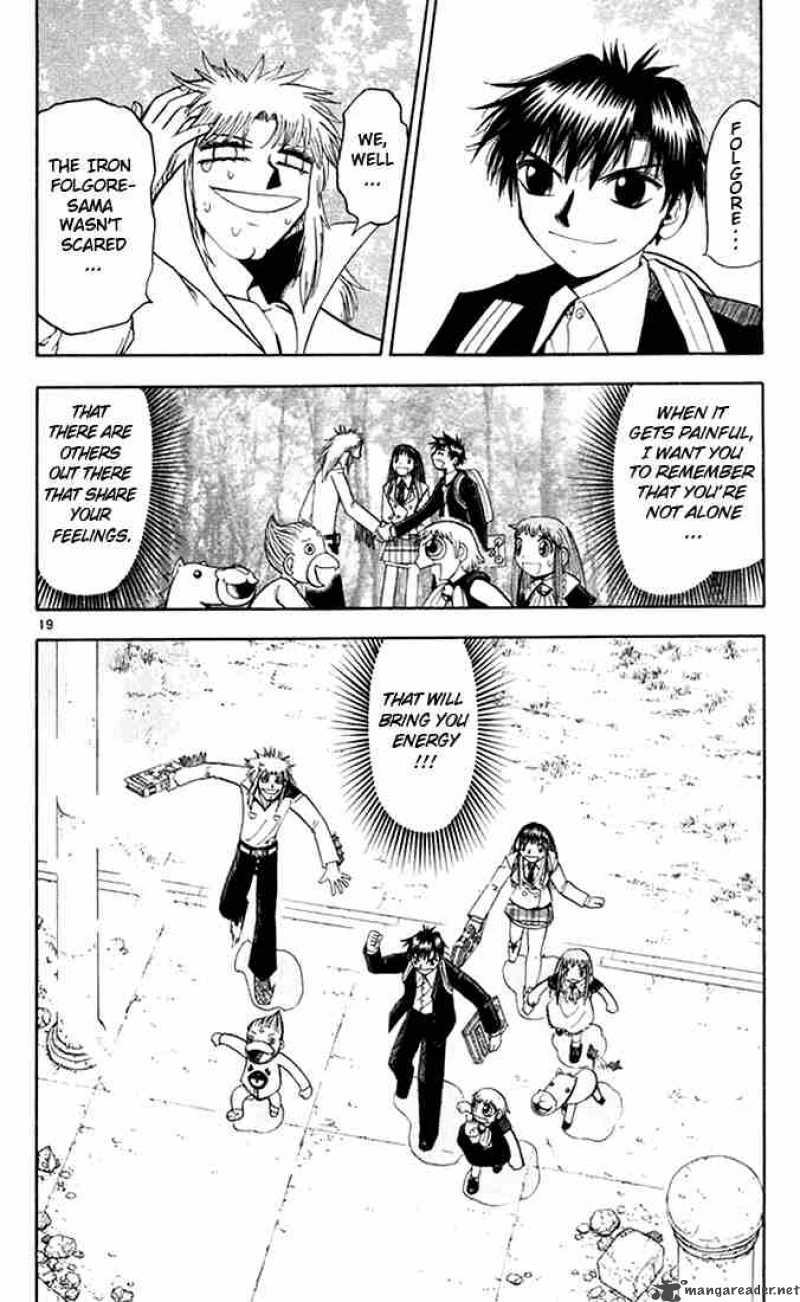 FOLGORE...
WE,
WELL
...
THE IRON
FOLGORE-
SAMA
WASN'T
SCARED
...
WHEN IT
GETS PAINFUL,
I WANT YOU
TO REMEMBER
THAT YOU'RE
NOT ALONE
...
THAT
THERE ARE
OTHERS
OUT THERE
THAT SHARE
YOUR
FEELINGS.
19
THAT WILL
BRING YOU
ENERGY
!!!
mangareader.net